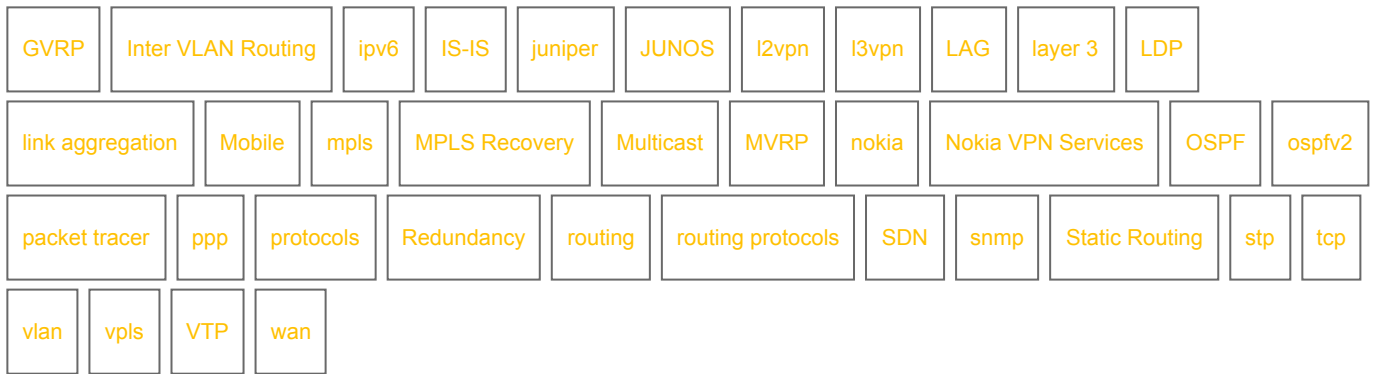 GVRP Inter VLAN Routing ipv6 IS-IS juniper JUNOS l2vpn l3vpn LAG layer 3 LDP
link aggregation Mobile mpls MPLS Recovery Multicast MVRP nokia Nokia VPN Services OSPF ospfv2
packet tracer ppp protocols Redundancy routing routing protocols SDN snmp Static Routing stp tcp
vlan vpls VTP wan